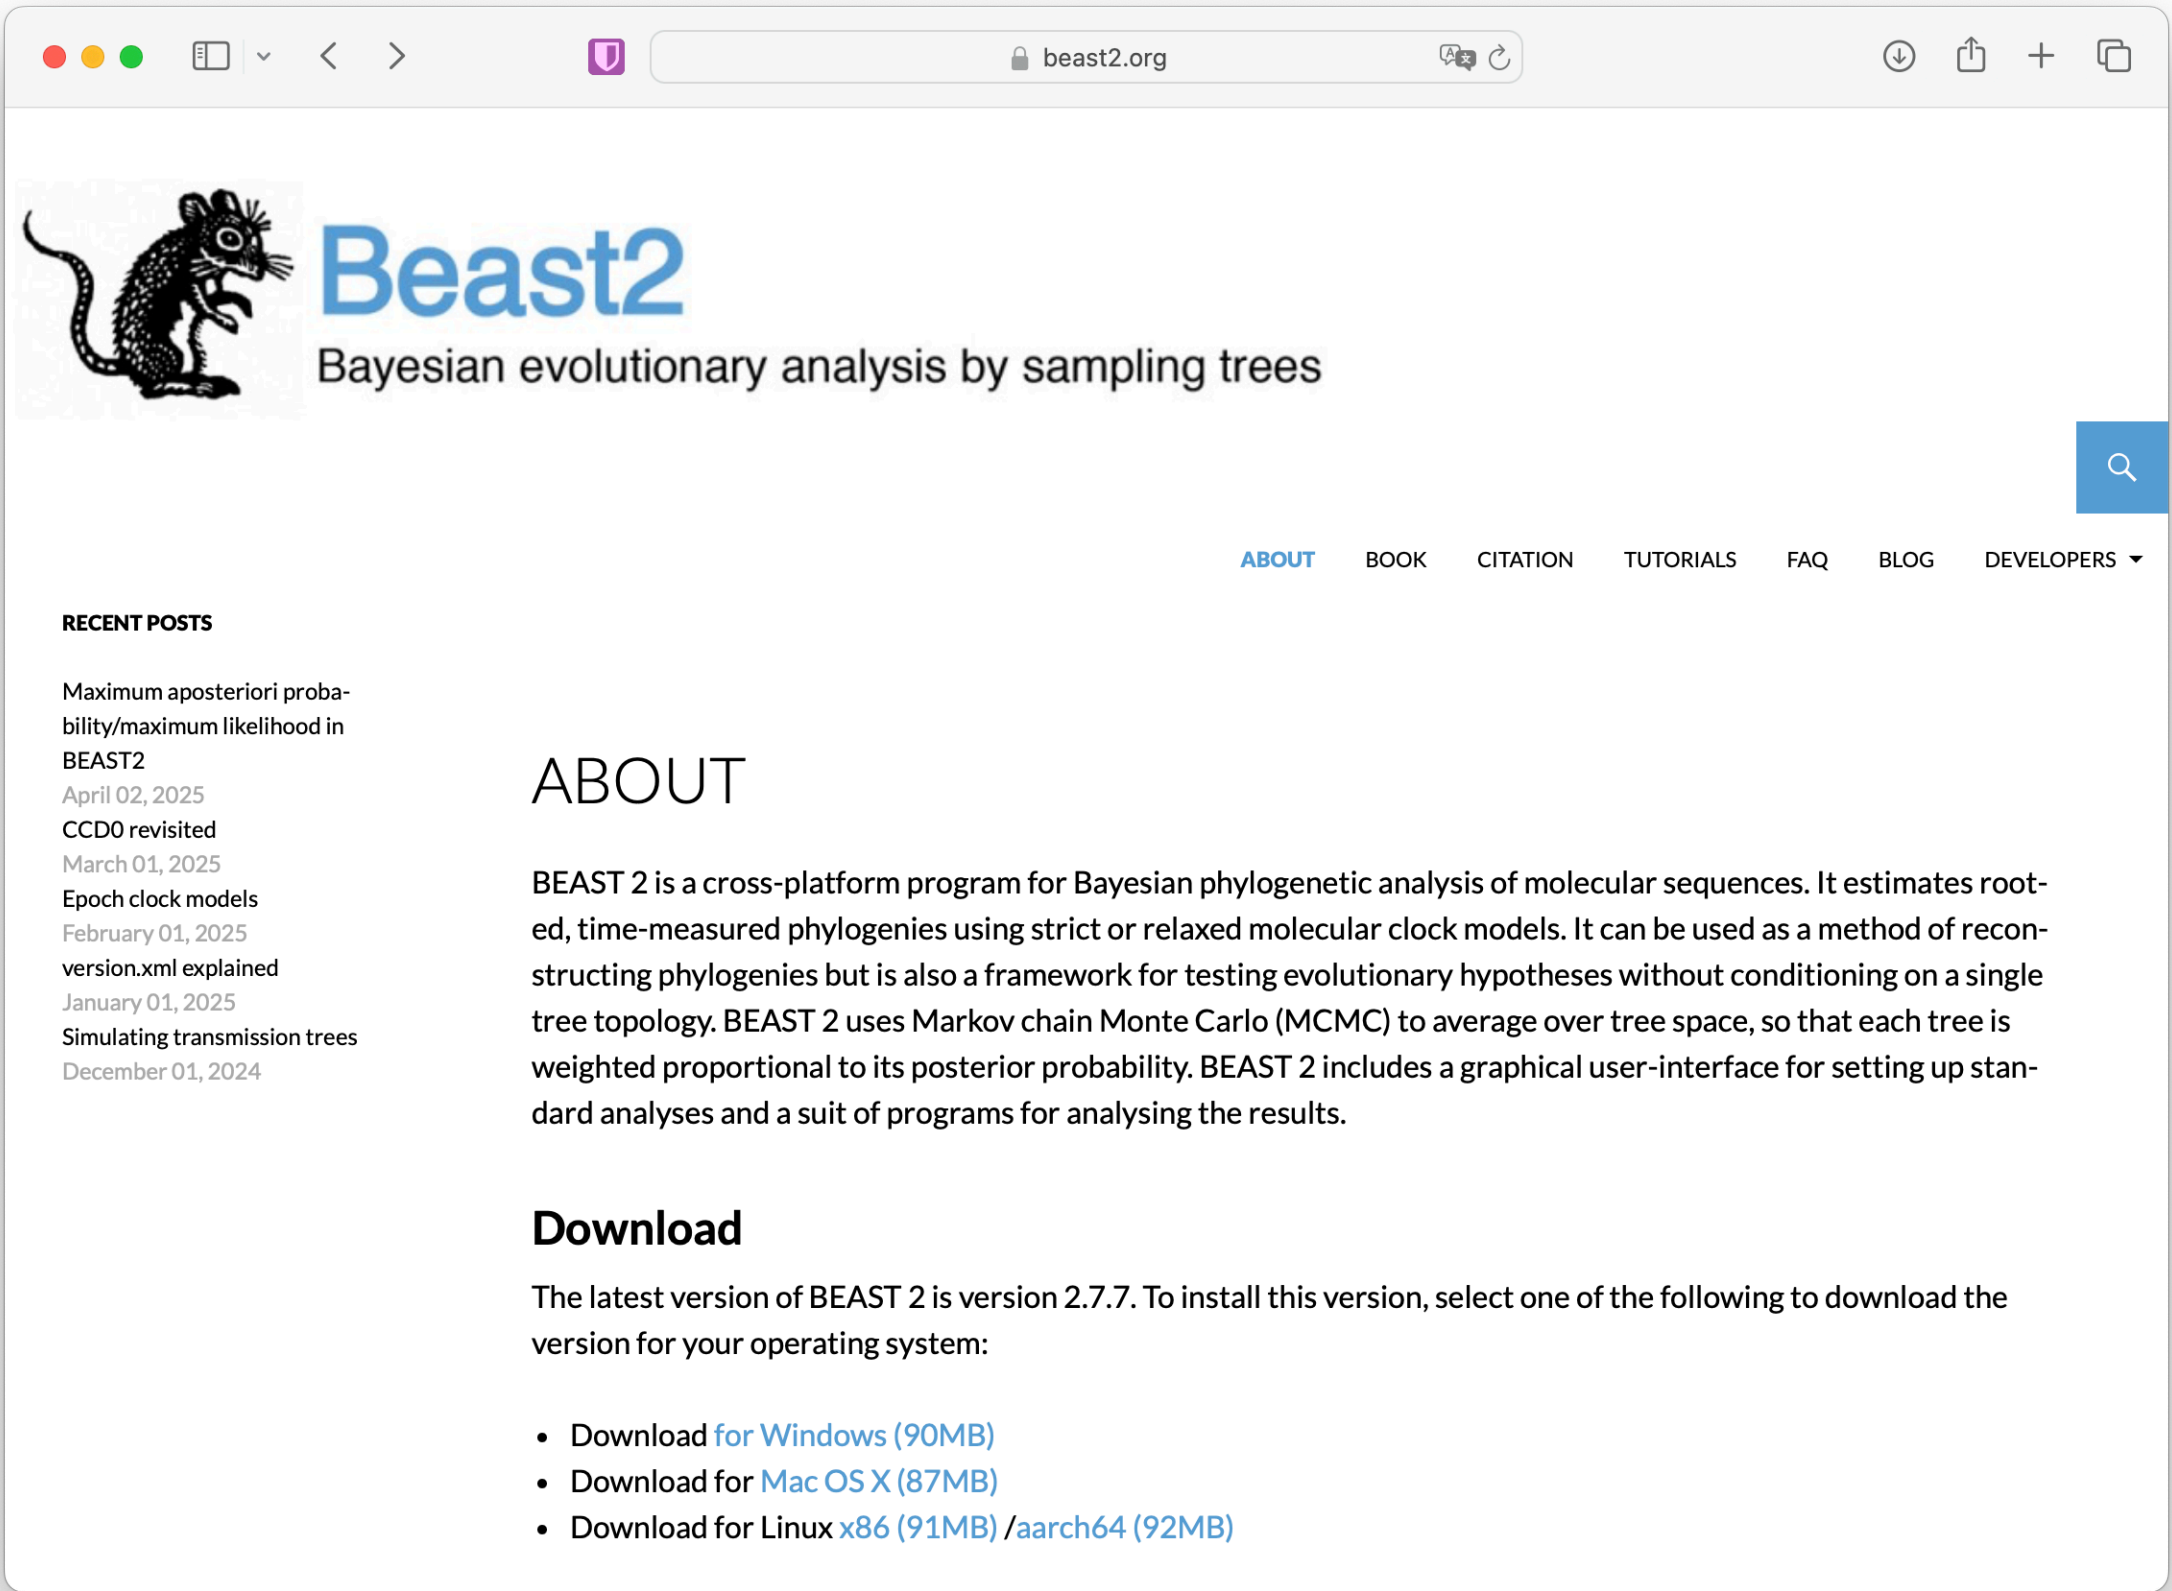 beast2.org
Beast2
Bayesian evolutionary analysis by sampling trees
ABOUT BOOK CITATION TUTORIALS FAQ BLOG DEVELOPERS
RECENT POSTS
Maximum aposteriori proba-
bility/maximum likelihood in
BEAST2
April 02, 2025
CCD0 revisited
March 01, 2025
Epoch clock models
February 01, 2025
version.xml explained
January 01, 2025
Simulating transmission trees
December 01, 2024
ABOUT
BEAST 2 is a cross-platform program for Bayesian phylogenetic analysis of molecular sequences. It estimates root-
ed, time-measured phylogenies using strict or relaxed molecular clock models. It can be used as a method of recon-
structing phylogenies but is also a framework for testing evolutionary hypotheses without conditioning on a single
tree topology. BEAST 2 uses Markov chain Monte Carlo (MCMC) to average over tree space, so that each tree is
weighted proportional to its posterior probability. BEAST 2 includes a graphical user-interface for setting up stan-
dard analyses and a suit of programs for analysing the results.
Download
The latest version of BEAST 2 is version 2.7.7. To install this version, select one of the following to download the
version for your operating system:
• Download for Windows (90MB)
• Download for Mac OS X (87MB)
• Download for Linux x86 (91MB) /aarch64 (92MB)